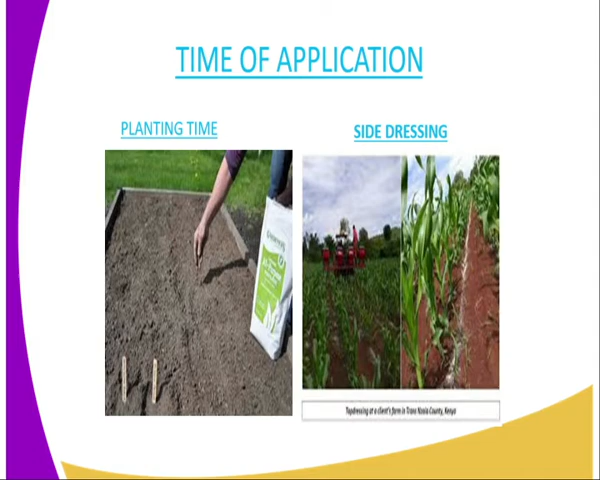 TIME OF APPLICATION
PLANTING TIME
SIDE DRESSING
Topdressing at a client's farm in Trans Nzoia County, Kenya